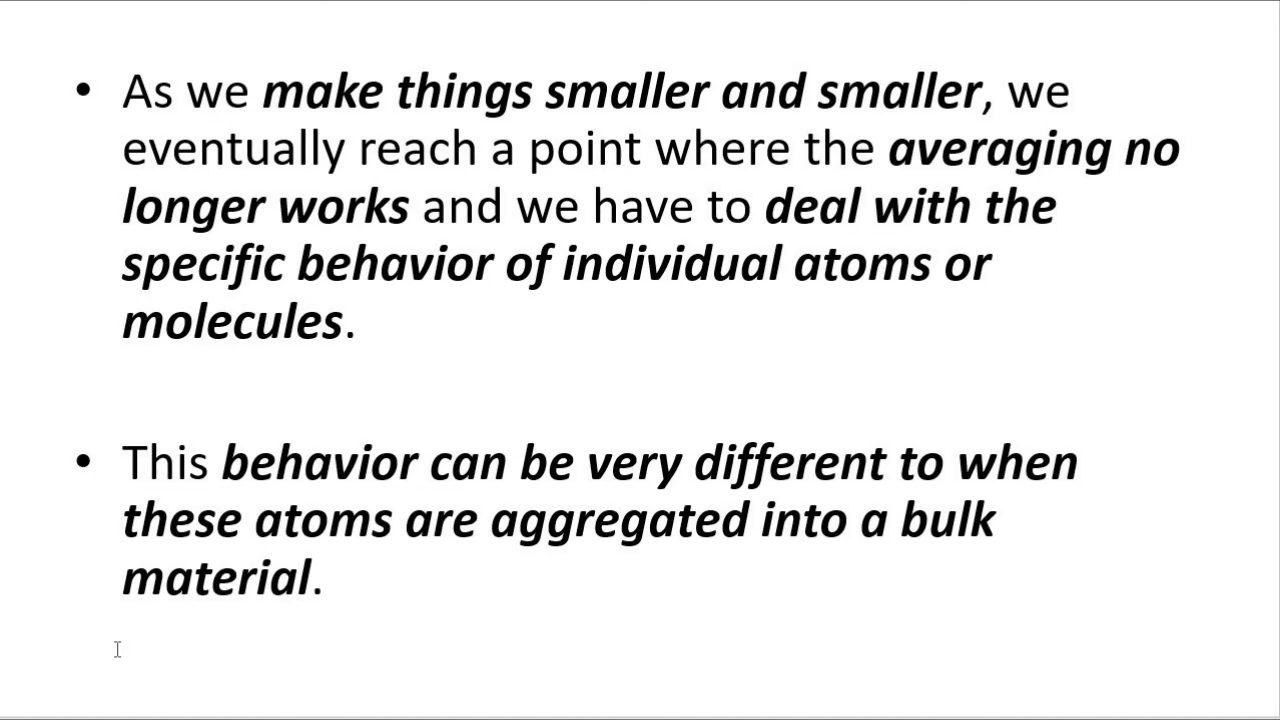 • As we make things smaller and smaller, we
eventually reach a point where the averaging no
longer works and we have to deal with the
specific behavior of individual atoms or
molecules.
• This behavior can be very different to when
these atoms are aggregated into a bulk
material.